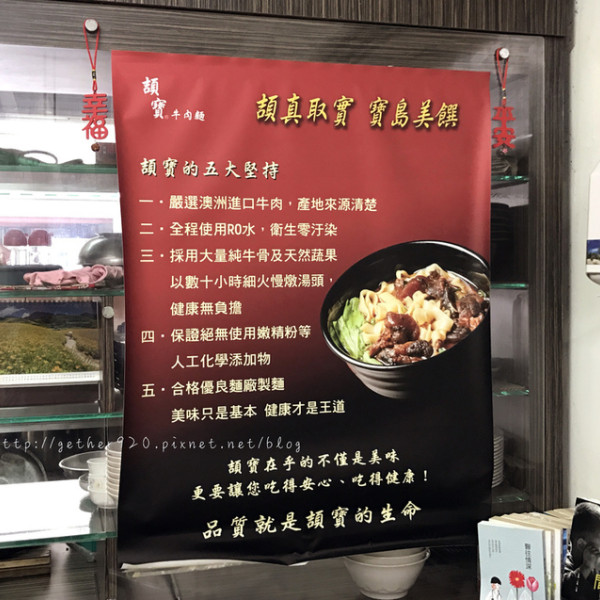 頡寶®牛肉麵
頡真取實 寶島美饌
幸福
平安
頡寶的五大堅持
一・嚴選澳洲進口牛肉，產地來源清楚
二・全程使用RO水，衛生零汙染
三・採用大量純牛骨及天然蔬果
以數十小時細火慢燉湯頭，
健康無負擔
四・保證絕無使用嫩精粉等
人工化學添加物
五・合格優良麵廠製麵
美味只是基本 健康才是王道
http://gether920.pixnet.net/blog
頡寶在乎的不僅是美味
更要讓您吃得安心、吃得健康！
品質就是頡寶的生命